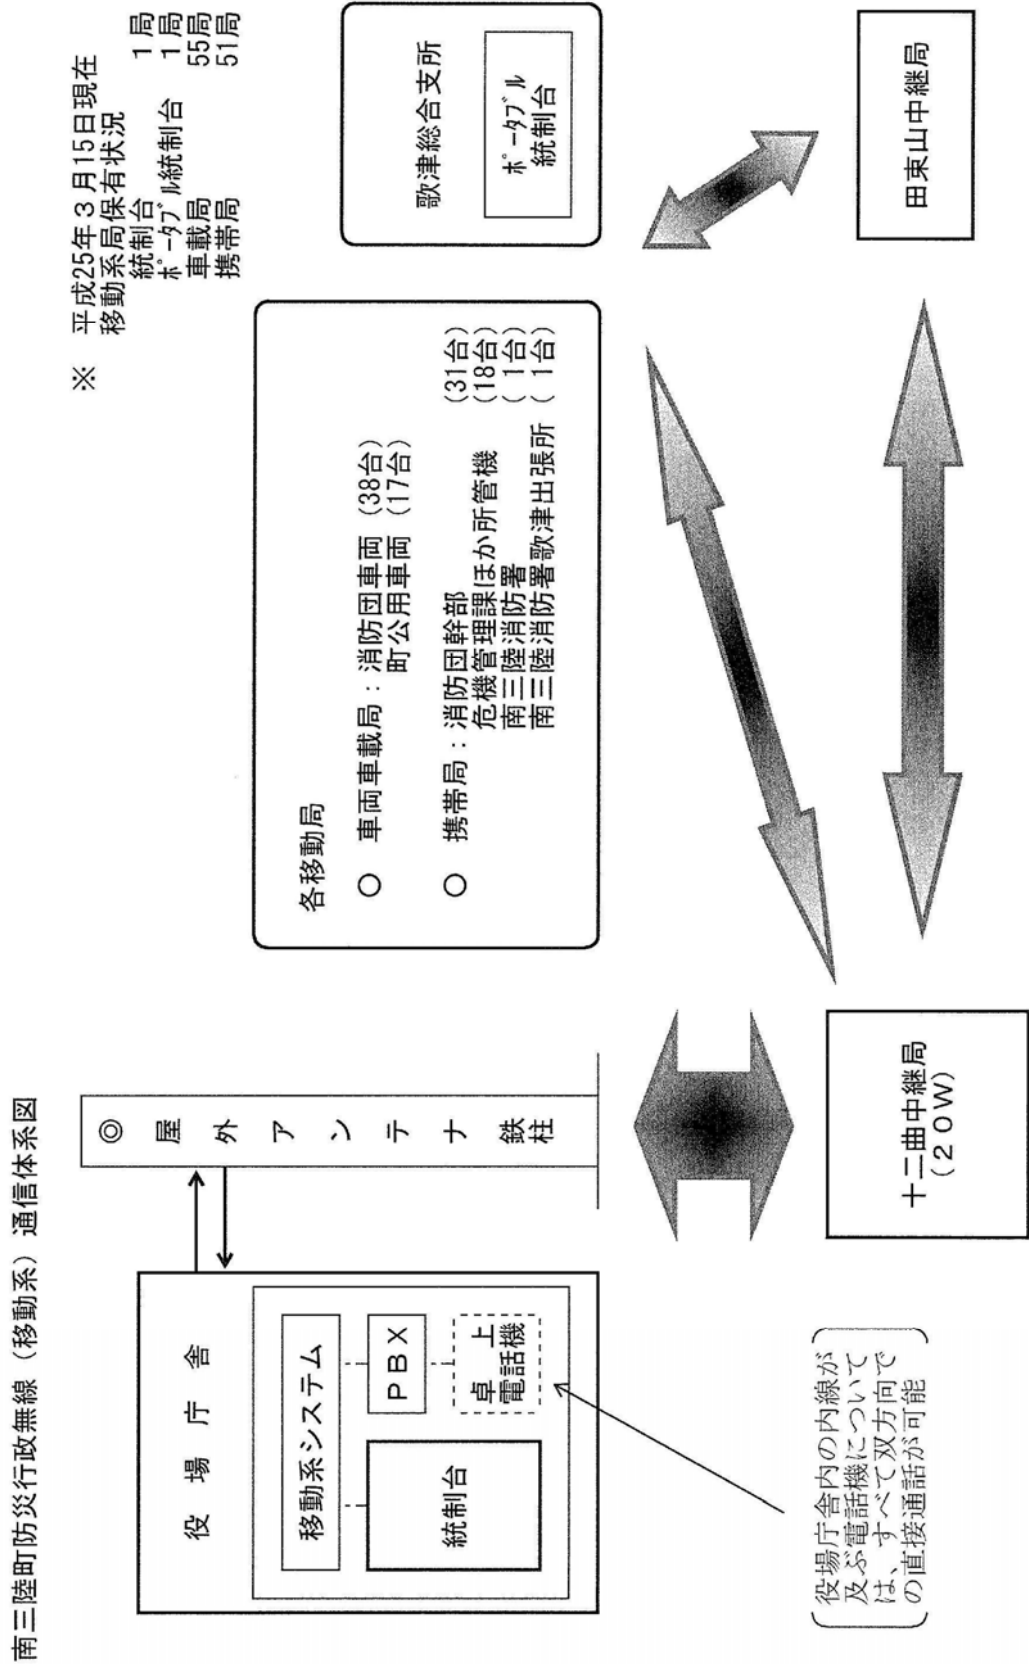 南三陸町防災行政無線（移動系）通信体系図
※　平成25年３月15日現在
移動系局保有状況
統制台　１局
ﾎﾟｰﾀﾌﾞﾙ統制台　１局
車載局　55局
携帯局　51局
役場庁舎
移動系システム
統制台
ＰＢＸ
卓上
電話機
◎屋外アンテナ鉄柱
各移動局
○　車両車載局：消防団車両（38台）
町公用車両（17台）
○　携帯局：消防団幹部（31台）
危機管理課ほか所管機（18台）
南三陸消防署（ 1台）
南三陸消防署歌津出張所（ 1台）
歌津総合支所
ﾎﾟｰﾀﾌﾞﾙ
統制台
役場庁舎内の内線が
及ぶ電話機について
は、すべて双方向で
の直接通話が可能
十二曲中継局
（２０Ｗ）
田束山中継局